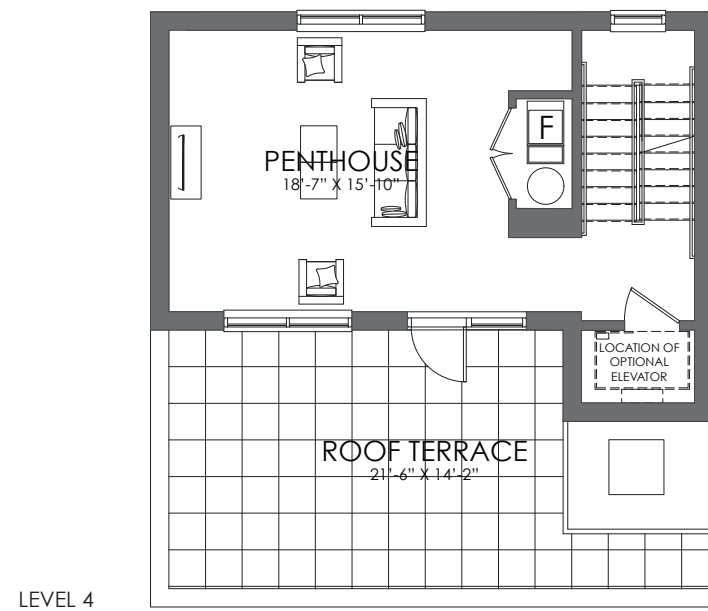 F
PENTHOUSE
18'-7" X 15'-10"
LOCATION OF
OPTIONAL
ELEVATOR
ROOF TERRACE
21'-6" X 14'-2"
LEVEL 4